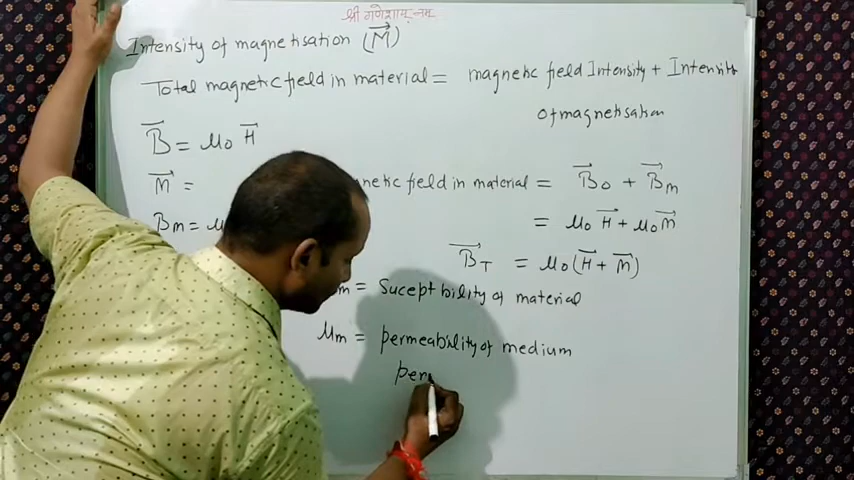 श्री गणेशाय् नमः
Intensity of magnetisation (M⃗)
Total magnetic field in material = magnetic field Intensity + Intensity
of magnetisation
B⃗ = μ₀ H⃗
M⃗ = netic field in material = B⃗₀ + B⃗m
Bm = μ = μ₀ H⃗ + μ₀ M⃗
B⃗T = μ₀ (H⃗ + M⃗)
m = Suceptbility of material
μm = permeability of medium
per